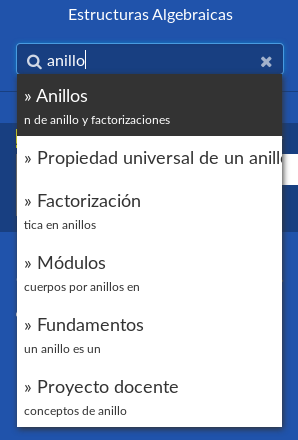 Estructuras Algebraicas
anillo
» Anillos
n de anillo y factorizaciones
» Propiedad universal de un anillo
» Factorización
tica en anillos
» Módulos
cuerpos por anillos en
» Fundamentos
un anillo es un
» Proyecto docente
conceptos de anillo